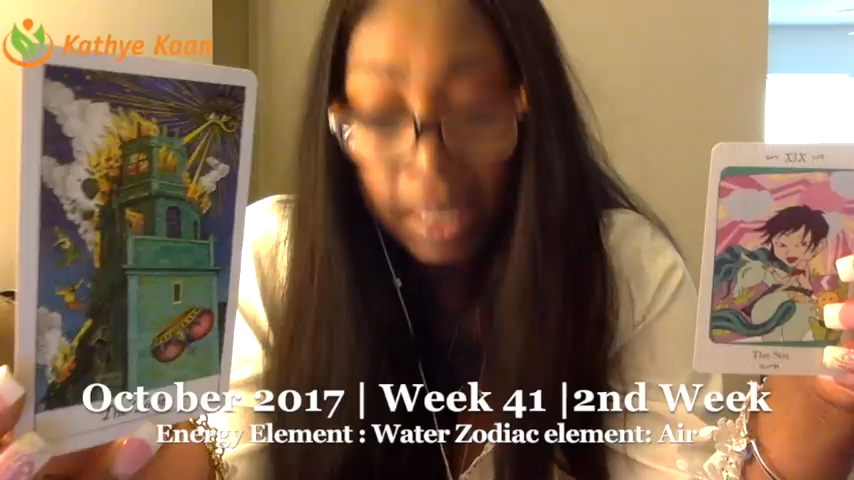 Kathye Kaan
XIX
The Sun
October 2017 | Week 41 |2nd Week
Energy Element : Water Zodiac element: Air